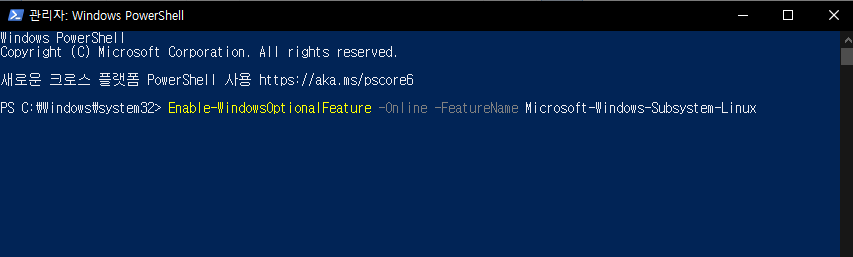 관리자: Windows PowerShell
Windows PowerShell
Copyright (C) Microsoft Corporation. All rights reserved.
새로운 크로스 플랫폼 PowerShell 사용 https://aka.ms/pscore6
PS C:₩Windows₩system32> Enable-WindowsOptionalFeature -Online -FeatureName Microsoft-Windows-Subsystem-Linux